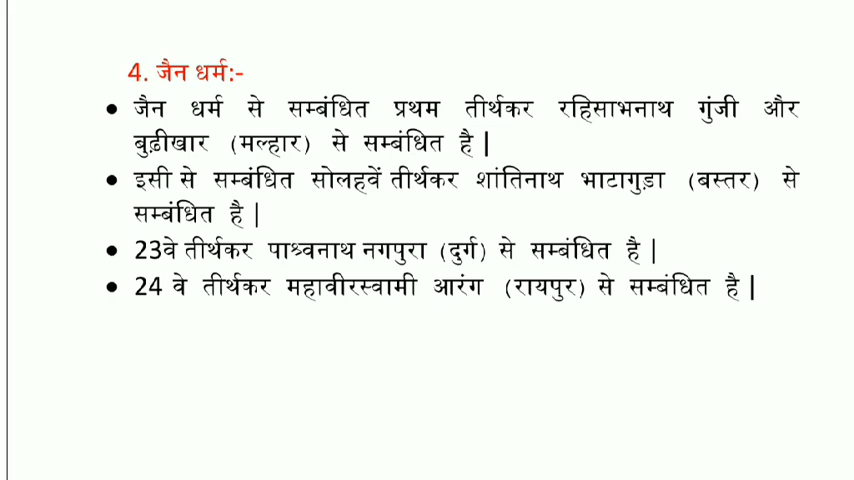 4. जैन धर्म:-
● जैन धर्म से सम्बंधित प्रथम तीर्थकर रहिसाभनाथ गुंजी और
बुढ़ीखार (मल्हार) से सम्बंधित है |
● इसी से सम्बंधित सोलहवें तीर्थकर शांतिनाथ भाटागुड़ा (बस्तर) से
सम्बंधित है |
● 23वे तीर्थकर पाश्र्वनाथ नगपुरा (दुर्ग) से सम्बंधित है |
● 24 वे तीर्थकर महावीरस्वामी आरंग (रायपुर) से सम्बंधित है |